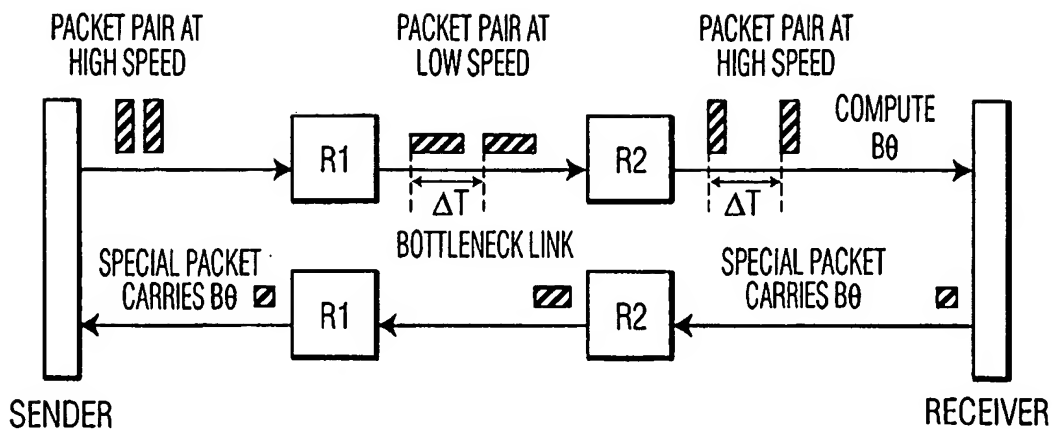 PACKET PAIR AT
HIGH SPEED
PACKET PAIR AT
LOW SPEED
PACKET PAIR AT
HIGH SPEED
COMPUTE
Bθ
R1
R2
ΔT
ΔT
BOTTLENECK LINK
SPECIAL PACKET
CARRIES Bθ
SPECIAL PACKET
CARRIES Bθ
R1
R2
SENDER
RECEIVER